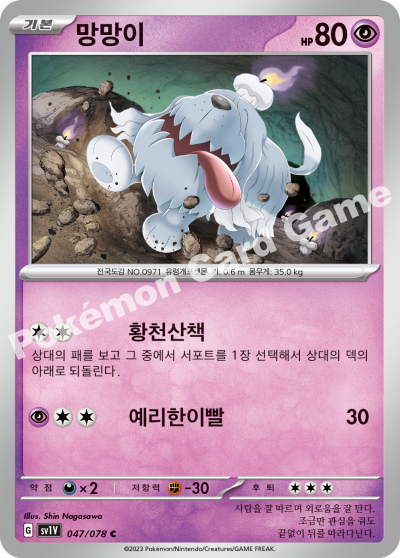 기본 망망이 HP 80
전국도감 NO.0971 유령개포켓몬 키: 0.6 m 몸무게: 35.0 kg
Pokémon Card Game
황천산책
상대의 패를 보고 그 중에서 서포트를 1장 선택해서 상대의 덱의
아래로 되돌린다.
예리한이빨 30
약점 ×2 저항력 -30 후퇴
Illus. Shin Nagasawa
G sv1V 047/078 C
사람을 잘 따르며 외로움을 잘 탄다.
조금만 관심을 줘도
끝없이 뒤를 따라다닌다.
©2023 Pokémon/Nintendo/Creatures/GAME FREAK.